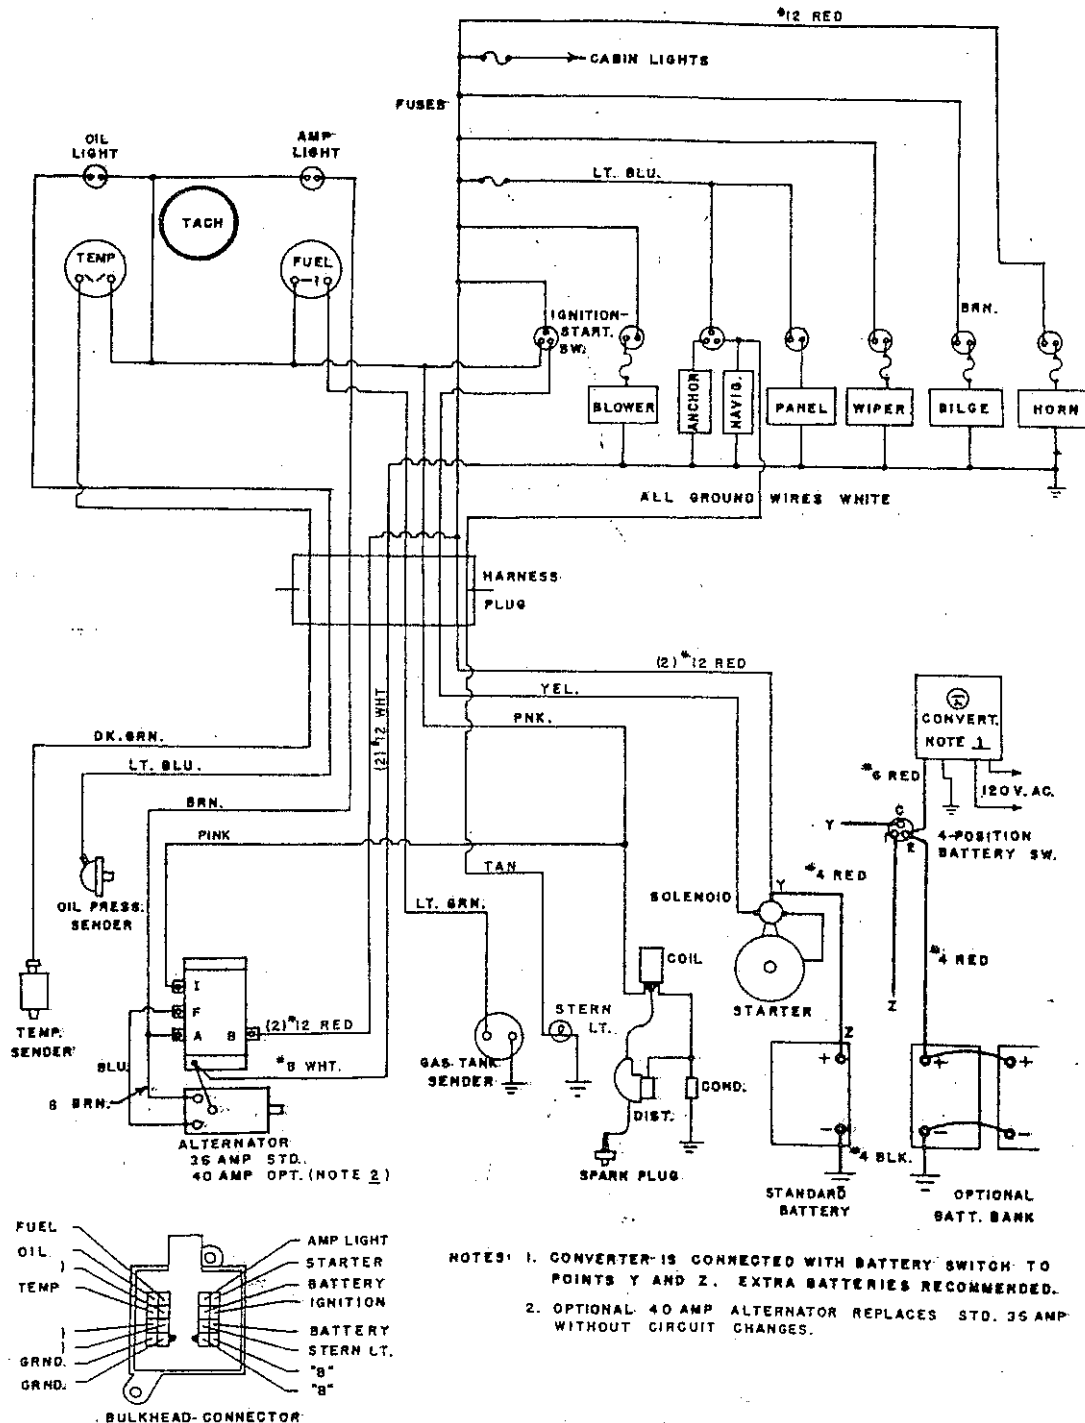 #12 RED
CABIN LIGHTS
FUSES
OIL
LIGHT
AMP
LIGHT
LT. BLU.
TACH
TEMP
FUEL
IGNITION-
START.
SW.
BRN.
BLOWER
ANCHOR
NAVIG.
PANEL
WIPER
BILGE
HORN
ALL GROUND WIRES WHITE
HARNESS
PLUG
(2) #12 RED
YEL.
PNK.
(2) #12 WHT
DK. GRN.
LT. BLU.
BRN.
PINK
TAN
LT. GRN.
CONVERT.
NOTE 1
#6 RED
120 V. AC.
C
Y
1
2
4-POSITION
BATTERY SW.
#4 RED
Y
SOLENOID
OIL PRESS.
SENDER
COIL
#4 RED
STARTER
Z
I
F
A B
(2) #12 RED
STERN
LT.
TEMP.
SENDER
BLU.
#8 WHT.
GAS TANK
SENDER
Z
+
+
+
COND.
8 BRN.
DIST.
-
-
-
ALTERNATOR
36 AMP STD.
40 AMP OPT. (NOTE 2)
SPARK PLUG
#4 BLK.
STANDARD
BATTERY
OPTIONAL
BATT. BANK
FUEL
OIL
)
TEMP
)
)
GRND.
GRND.
AMP LIGHT
STARTER
BATTERY
IGNITION
BATTERY
STERN LT.
"B"
"B"
BULKHEAD-CONNECTOR
NOTES: 1. CONVERTER IS CONNECTED WITH BATTERY SWITCH TO
POINTS Y AND Z. EXTRA BATTERIES RECOMMENDED.
2. OPTIONAL 40 AMP ALTERNATOR REPLACES STD. 35 AMP
WITHOUT CIRCUIT CHANGES.